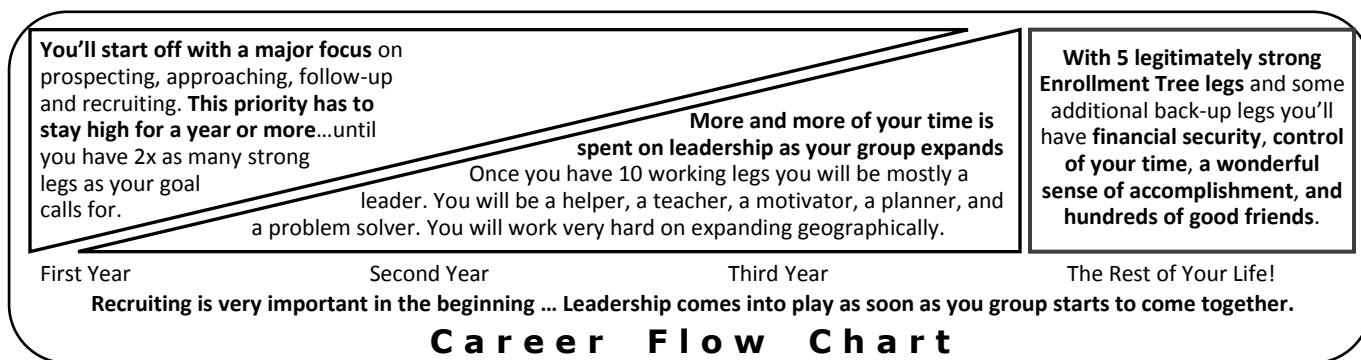 You'll start off with a major focus on
prospecting, approaching, follow-up
and recruiting. This priority has to
stay high for a year or more…until
you have 2x as many strong
legs as your goal
calls for.
More and more of your time is
spent on leadership as your group expands
Once you have 10 working legs you will be mostly a
leader. You will be a helper, a teacher, a motivator, a planner, and
a problem solver. You will work very hard on expanding geographically.
With 5 legitimately strong
Enrollment Tree legs and some
additional back-up legs you'll
have financial security, control
of your time, a wonderful
sense of accomplishment, and
hundreds of good friends.
First Year Second Year Third Year The Rest of Your Life!
Recruiting is very important in the beginning … Leadership comes into play as soon as you group starts to come together.
Career Flow Chart